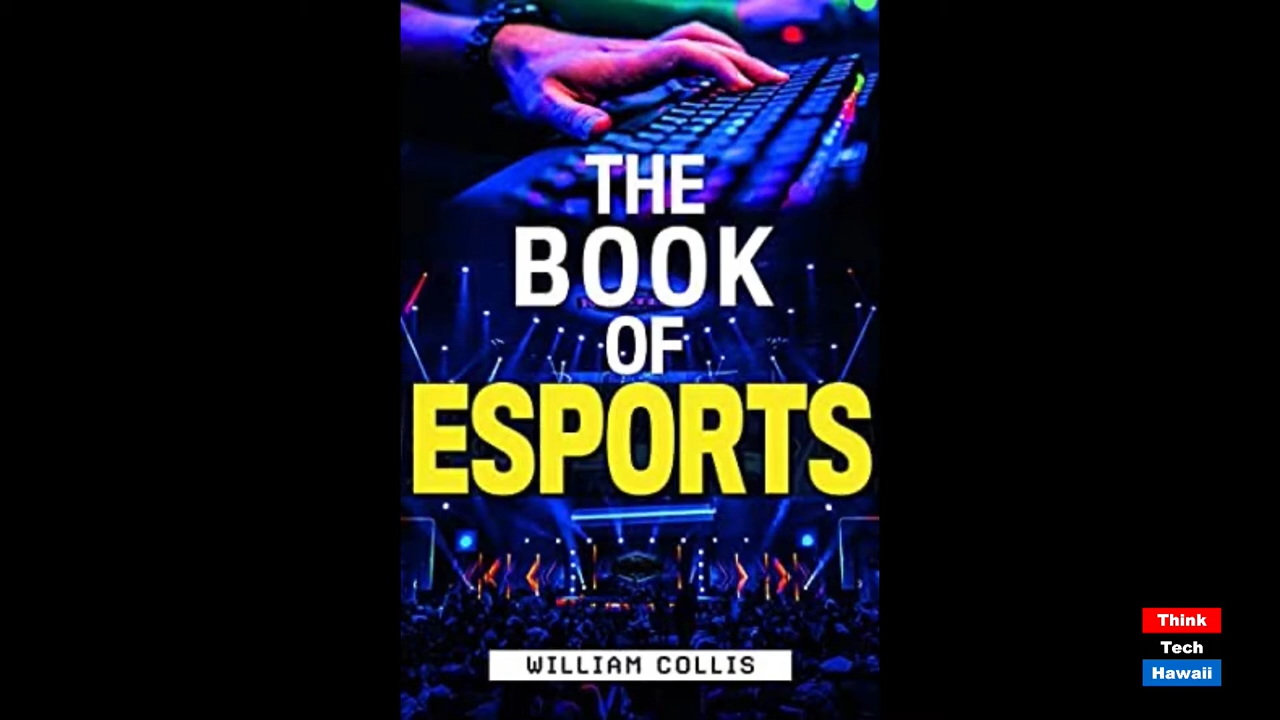 THE
BOOK
OF
ESPORTS
WILLIAM COLLIS
Think
Tech
Hawaii